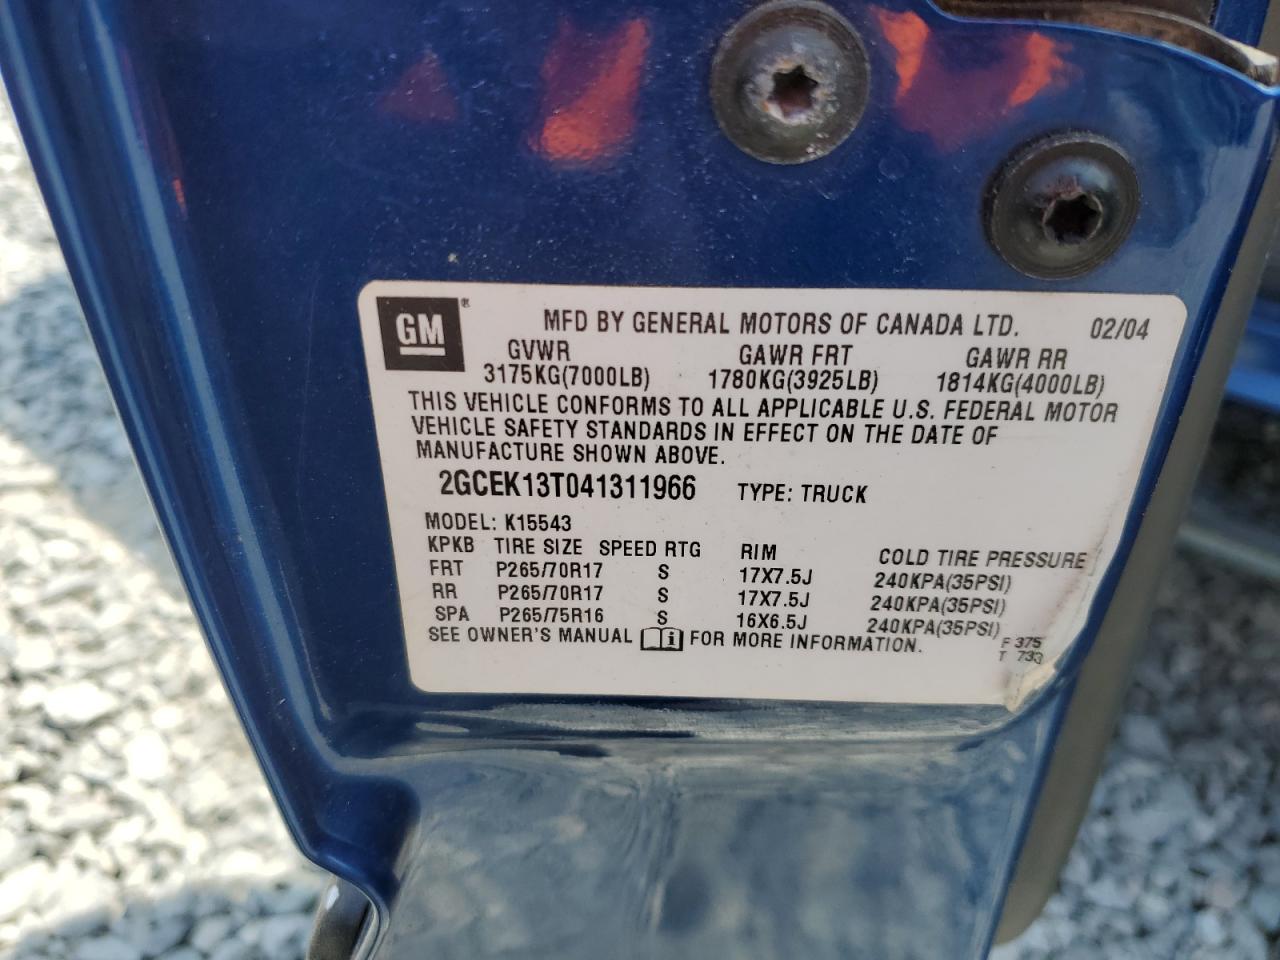 GM®
MFD BY GENERAL MOTORS OF CANADA LTD. 02/04
GVWR GAWR FRT GAWR RR
3175KG(7000LB) 1780KG(3925LB) 1814KG(4000LB)
THIS VEHICLE CONFORMS TO ALL APPLICABLE U.S. FEDERAL MOTOR
VEHICLE SAFETY STANDARDS IN EFFECT ON THE DATE OF
MANUFACTURE SHOWN ABOVE.
2GCEK13T041311966 TYPE: TRUCK
MODEL: K15543
KPKB TIRE SIZE SPEED RTG RIM COLD TIRE PRESSURE
FRT P265/70R17 S 17X7.5J 240KPA(35PSI)
RR P265/70R17 S 17X7.5J 240KPA(35PSI)
SPA P265/75R16 S 16X6.5J 240KPA(35PSI)
SEE OWNER'S MANUAL i FOR MORE INFORMATION.
F 375
T 733